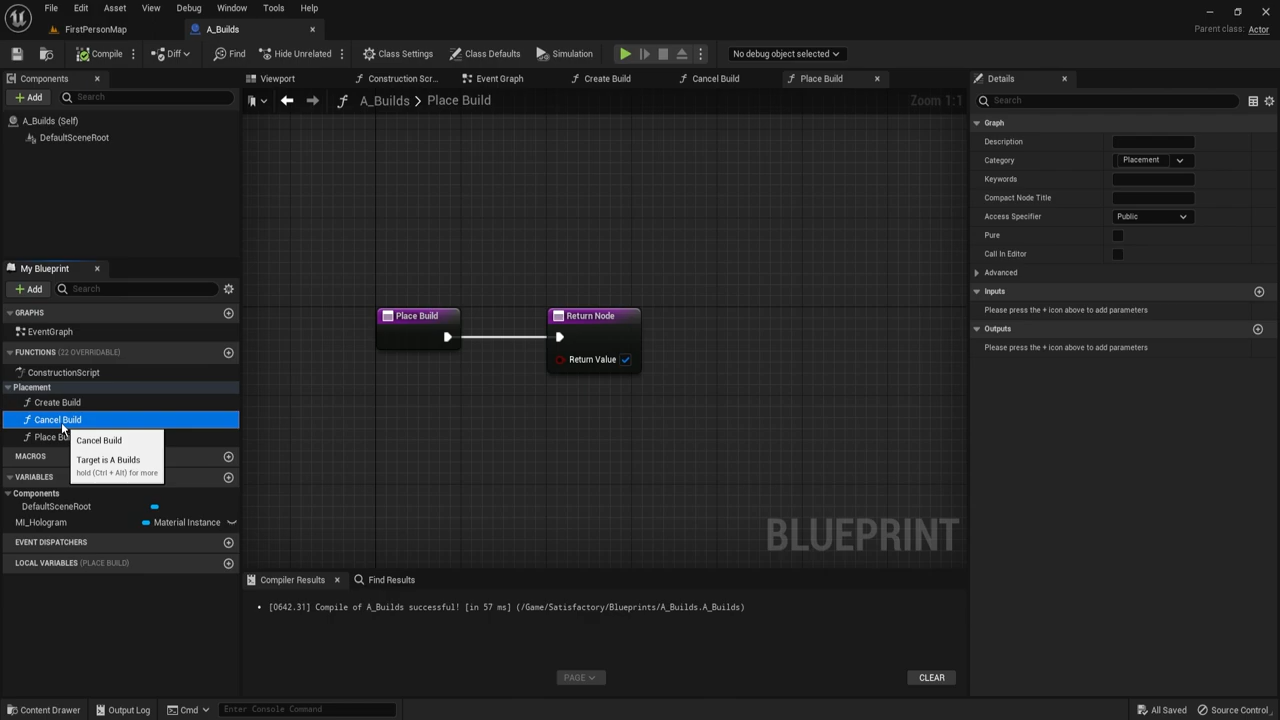 File Edit Asset View Debug Window Tools Help
FirstPersonMap
A_Builds
Parent class: Actor
Compile
Diff
Find
Hide Unrelated
Class Settings
Class Defaults
Simulation
No debug object selected
Components
Add
Search
A_Builds (Self)
DefaultSceneRoot
Viewport
Construction Scr...
Event Graph
Create Build
Cancel Build
Place Build
A_Builds > Place Build
Zoom 1:1
Place Build
Return Node
Return Value
BLUEPRINT
My Blueprint
Add
Search
GRAPHS
EventGraph
FUNCTIONS (22 OVERRIDABLE)
ConstructionScript
Placement
Create Build
Cancel Build
Place Bu
Cancel Build
Target is A Builds
hold (Ctrl + Alt) for more
MACROS
VARIABLES
Components
DefaultSceneRoot
MI_Hologram
Material Instance
EVENT DISPATCHERS
LOCAL VARIABLES (PLACE BUILD)
Compiler Results
Find Results
[0642.31] Compile of A_Builds successful! [in 57 ms] (/Game/Satisfactory/Blueprints/A_Builds.A_Builds)
PAGE
CLEAR
Details
Search
Graph
Description
Category
Placement
Keywords
Compact Node Title
Access Specifier
Public
Pure
Call In Editor
Advanced
Inputs
Please press the + icon above to add parameters
Outputs
Please press the + icon above to add parameters
Content Drawer
Output Log
Cmd
Enter Console Command
All Saved
Source Control